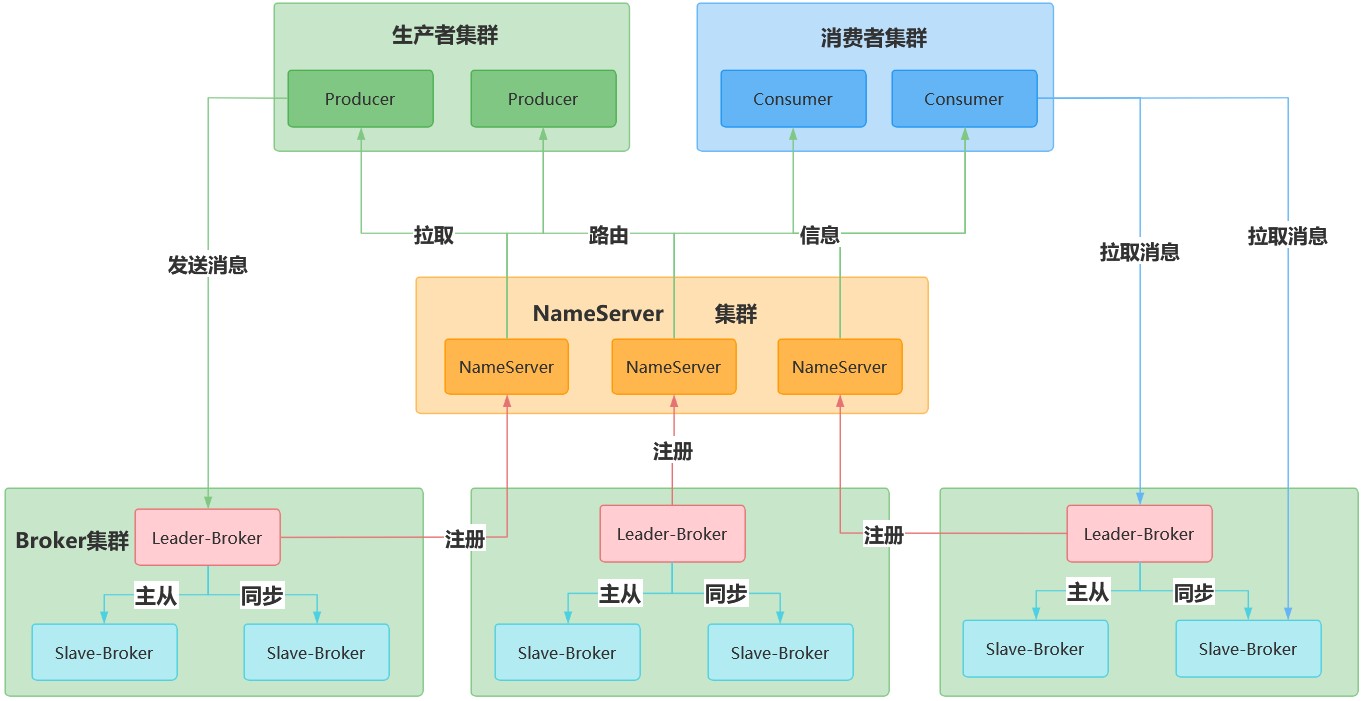 生产者集群
消费者集群
Producer
Producer
Consumer
Consumer
拉取
路由
信息
发送消息
拉取消息
拉取消息
NameServer 集群
NameServer
NameServer
NameServer
注册
Broker集群
Leader-Broker
注册
Leader-Broker
注册
Leader-Broker
主从
同步
主从
同步
主从
同步
Slave-Broker
Slave-Broker
Slave-Broker
Slave-Broker
Slave-Broker
Slave-Broker